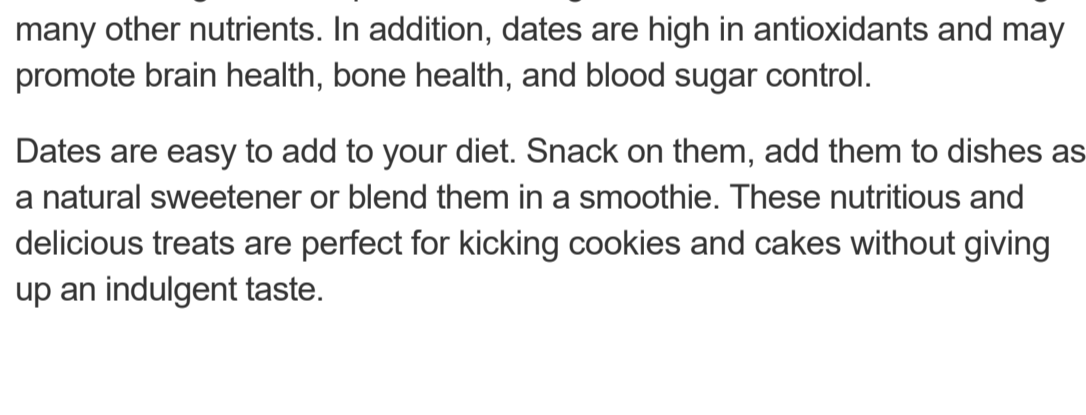 many other nutrients. In addition, dates are high in antioxidants and may
promote brain health, bone health, and blood sugar control.
Dates are easy to add to your diet. Snack on them, add them to dishes as
a natural sweetener or blend them in a smoothie. These nutritious and
delicious treats are perfect for kicking cookies and cakes without giving
up an indulgent taste.